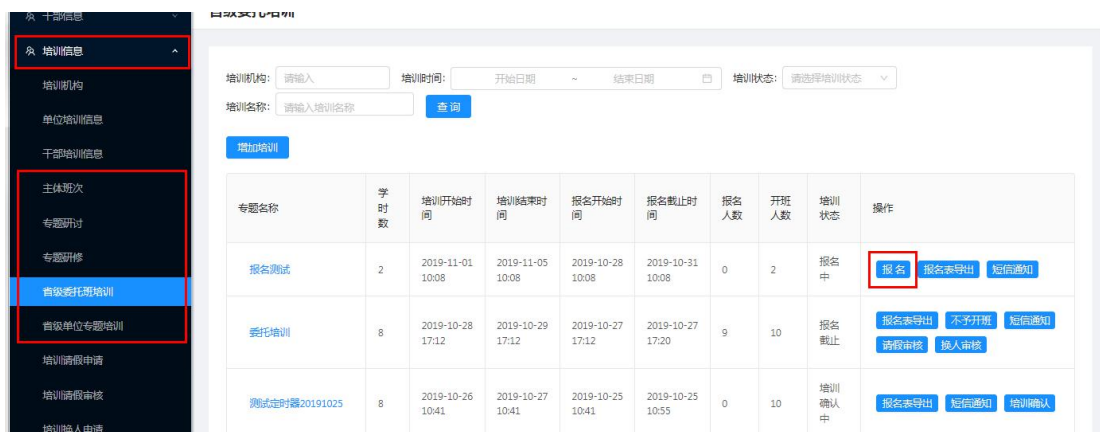 干部信息
省级委托培训
培训信息
培训机构
单位培训信息
干部培训信息
主体班次
专题研讨
专题研修
省级委托班培训
省级单位专题培训
培训请假申请
培训请假审核
培训换人申请
培训机构: 请输入 培训时间: 开始日期 ~ 结束日期 培训状态: 请选择培训状态
培训名称: 请输入培训名称 查 询
增加培训
专题名称 学时数 培训开始时间 培训结束时间 报名开始时间 报名截止时间 报名人数 开班人数 培训状态 操作
报名测试 2 2019-11-01 10:08 2019-11-05 10:08 2019-10-28 10:08 2019-10-31 10:08 0 2 报名中 报 名 报名表导出 短信通知
委托培训 8 2019-10-28 17:12 2019-10-29 17:12 2019-10-27 17:12 2019-10-27 17:20 9 10 报名截止 报名表导出 不予开班 短信通知 请假审核 换人审核
测试定时器20191025 8 2019-10-26 10:41 2019-10-27 10:41 2019-10-25 10:41 2019-10-25 10:55 0 10 培训确认中 报名表导出 短信通知 培训确认